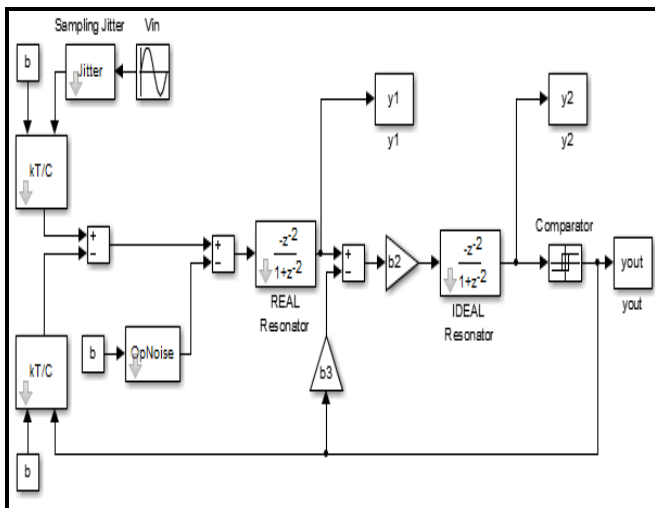 Sampling Jitter
Vin
b
Jitter
y1
y1
y2
y2
kT/C
+
−
+
−
-z-2
1+z-2
REAL
Resonator
+
−
b2
-z-2
1+z-2
IDEAL
Resonator
Comparator
yout
yout
b
OpNoise
b3
kT/C
b